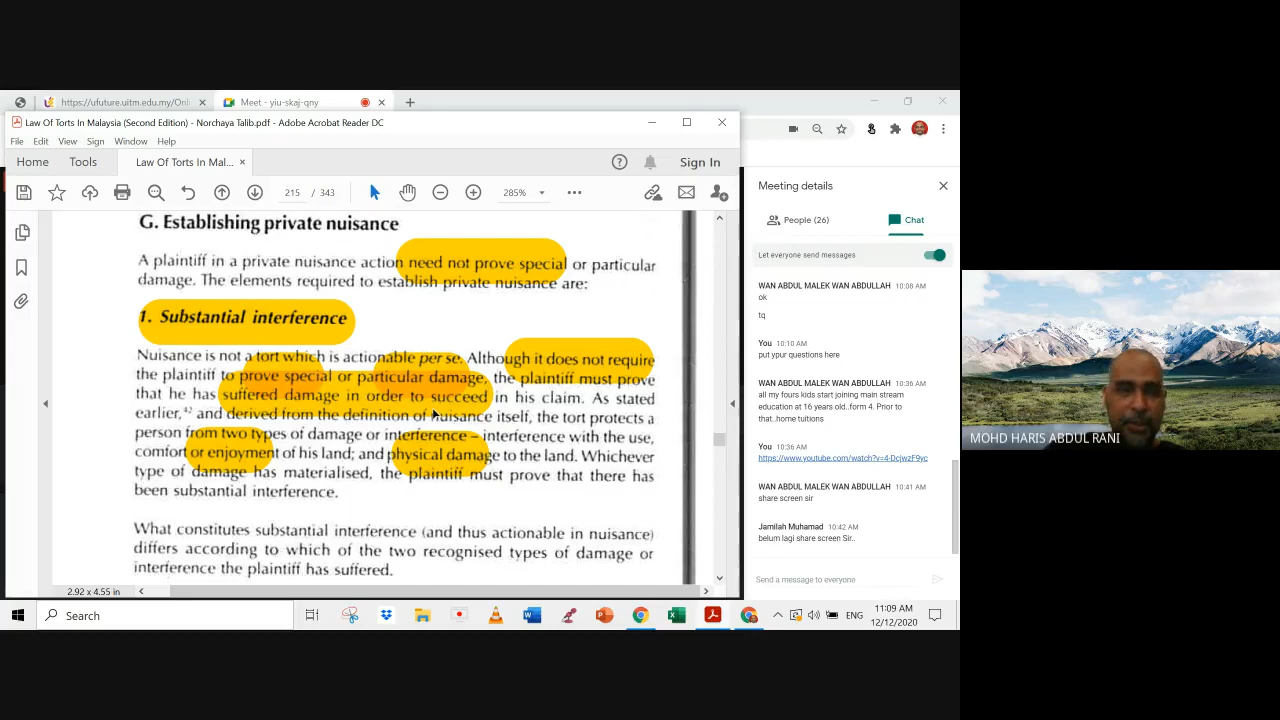 https://ufuture.uitm.edu.my/Onl
Meet - yiu-skaj-qny
Law Of Torts In Malaysia (Second Edition) - Norchaya Talib.pdf - Adobe Acrobat Reader DC
File Edit View Sign Window Help
Home Tools Law Of Torts In Mal... Sign In
215 / 343 285%
G. Establishing private nuisance
A plaintiff in a private nuisance action need not prove special or particular
damage. The elements required to establish private nuisance are:
1. Substantial interference
Nuisance is not a tort which is actionable per se. Although it does not require
the plaintiff to prove special or particular damage, the plaintiff must prove
that he has suffered damage in order to succeed in his claim. As stated
earlier,⁴² and derived from the definition of nuisance itself, the tort protects a
person from two types of damage or interference – interference with the use,
comfort or enjoyment of his land; and physical damage to the land. Whichever
type of damage has materialised, the plaintiff must prove that there has
been substantial interference.
What constitutes substantial interference (and thus actionable in nuisance)
differs according to which of the two recognised types of damage or
interference the plaintiff has suffered.
2.92 x 4.55 in
Meeting details
People (26) Chat
Let everyone send messages
WAN ABDUL MALEK WAN ABDULLAH 10:08 AM
ok
tq
You 10:10 AM
put ypur questions here
WAN ABDUL MALEK WAN ABDULLAH 10:36 AM
all my fours kids start joining main stream
education at 16 years old..form 4. Prior to
that..home tuitions
You 10:36 AM
https://www.youtube.com/watch?v=4-DcjwzF9yc
WAN ABDUL MALEK WAN ABDULLAH 10:41 AM
share screen sir
Jamilah Muhamad 10:42 AM
belum lagi share screen Sir..
Send a message to everyone
MOHD HARIS ABDUL RANI
Search
ENG
11:09 AM
12/12/2020